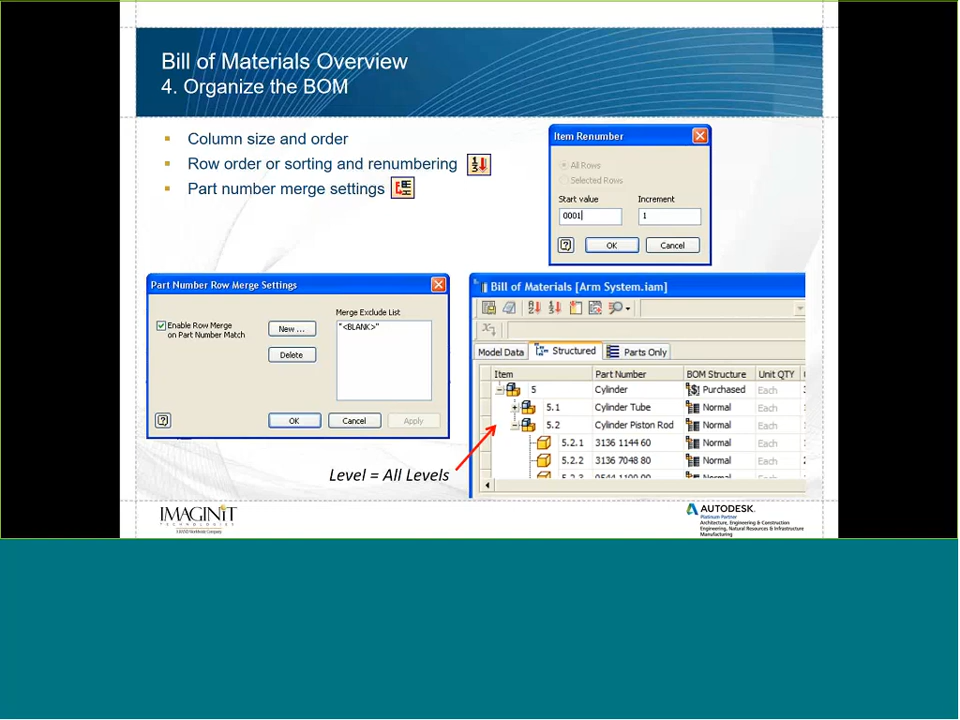 Bill of Materials Overview
4. Organize the BOM
Column size and order
Row order or sorting and renumbering
Part number merge settings
Item Renumber
All Rows
Selected Rows
Start value Increment
0001 1
OK Cancel
Part Number Row Merge Settings
Enable Row Merge
on Part Number Match
New ...
Delete
Merge Exclude List
"<BLANK>"
OK Cancel Apply
Level = All Levels
Bill of Materials [Arm System.iam]
Model Data Structured Parts Only
Item Part Number BOM Structure Unit QTY
5 Cylinder Purchased Each
5.1 Cylinder Tube Normal Each
5.2 Cylinder Piston Rod Normal Each
5.2.1 3136 1144 60 Normal Each
5.2.2 3136 7048 80 Normal Each
IMAGINiT
TECHNOLOGIES
AUTODESK.
Platinum Partner
Architecture, Engineering & Construction
Engineering, Natural Resources & Infrastructure
Manufacturing